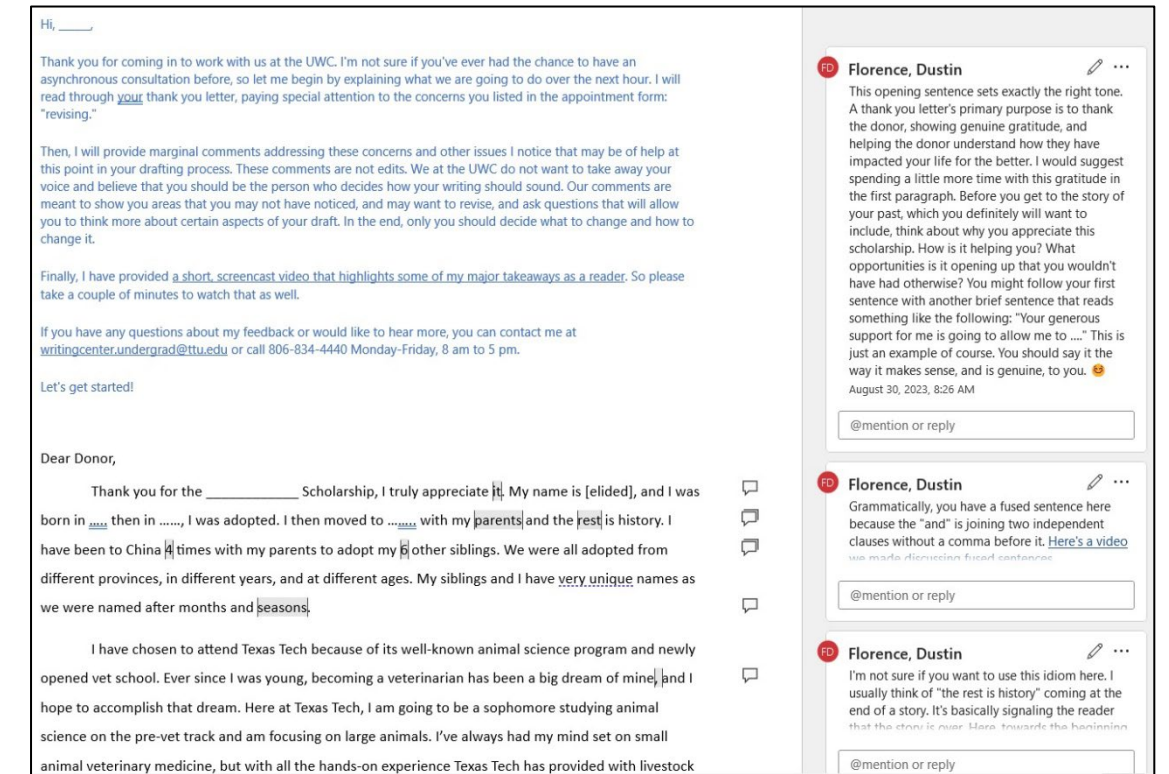 Hi, _____,
Thank you for coming in to work with us at the UWC. I'm not sure if you've ever had the chance to have an
asynchronous consultation before, so let me begin by explaining what we are going to do over the next hour. I will
read through your thank you letter, paying special attention to the concerns you listed in the appointment form:
"revising."
Then, I will provide marginal comments addressing these concerns and other issues I notice that may be of help at
this point in your drafting process. These comments are not edits. We at the UWC do not want to take away your
voice and believe that you should be the person who decides how your writing should sound. Our comments are
meant to show you areas that you may not have noticed, and may want to revise, and ask questions that will allow
you to think more about certain aspects of your draft. In the end, only you should decide what to change and how to
change it.
Finally, I have provided a short, screencast video that highlights some of my major takeaways as a reader. So please
take a couple of minutes to watch that as well.
If you have any questions about my feedback or would like to hear more, you can contact me at
writingcenter.undergrad@ttu.edu or call 806-834-4440 Monday-Friday, 8 am to 5 pm.
Let's get started!
Dear Donor,
Thank you for the _____________ Scholarship, I truly appreciate it. My name is [elided], and I was
born in ..... then in ......, I was adopted. I then moved to ........ with my parents and the rest is history. I
have been to China 4 times with my parents to adopt my 6 other siblings. We were all adopted from
different provinces, in different years, and at different ages. My siblings and I have very unique names as
we were named after months and seasons.
I have chosen to attend Texas Tech because of its well-known animal science program and newly
opened vet school. Ever since I was young, becoming a veterinarian has been a big dream of mine, and I
hope to accomplish that dream. Here at Texas Tech, I am going to be a sophomore studying animal
science on the pre-vet track and am focusing on large animals. I've always had my mind set on small
animal veterinary medicine, but with all the hands-on experience Texas Tech has provided with livestock
FD
Florence, Dustin
This opening sentence sets exactly the right tone.
A thank you letter's primary purpose is to thank
the donor, showing genuine gratitude, and
helping the donor understand how they have
impacted your life for the better. I would suggest
spending a little more time with this gratitude in
the first paragraph. Before you get to the story of
your past, which you definitely will want to
include, think about why you appreciate this
scholarship. How is it helping you? What
opportunities is it opening up that you wouldn't
have had otherwise? You might follow your first
sentence with another brief sentence that reads
something like the following: "Your generous
support for me is going to allow me to ...." This is
just an example of course. You should say it the
way it makes sense, and is genuine, to you. 😊
August 30, 2023, 8:26 AM
@mention or reply
FD
Florence, Dustin
Grammatically, you have a fused sentence here
because the "and" is joining two independent
clauses without a comma before it. Here's a video
we made discussing fused sentences
@mention or reply
FD
Florence, Dustin
I'm not sure if you want to use this idiom here. I
usually think of "the rest is history" coming at the
end of a story. It's basically signaling the reader
that the story is over. Here, towards the beginning
@mention or reply